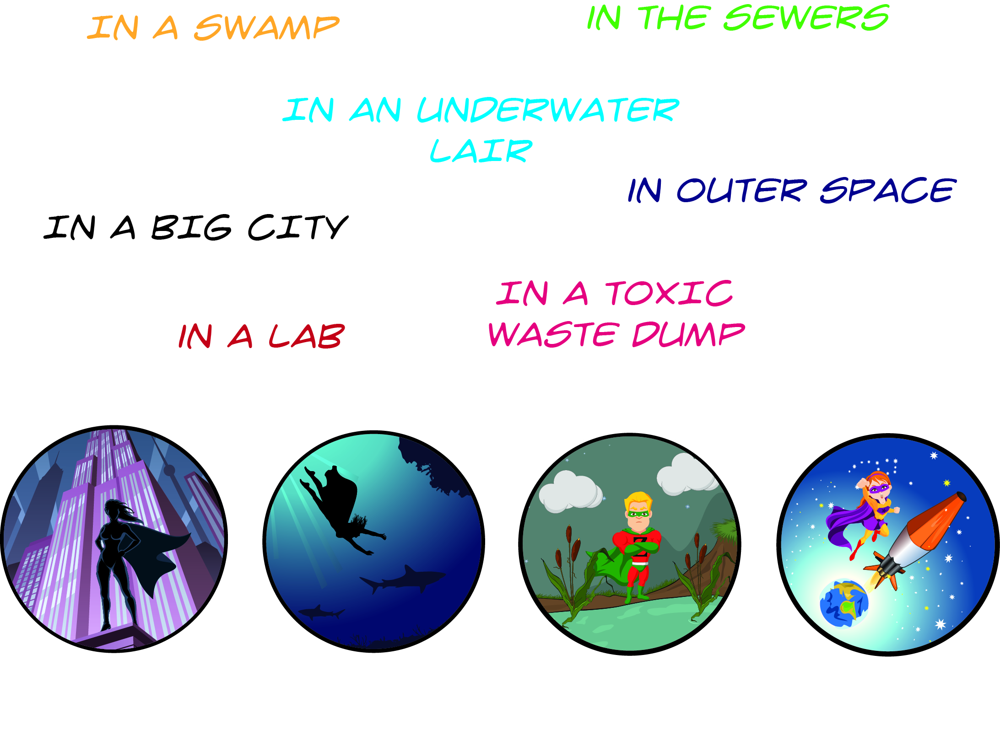 IN A SWAMP
IN THE SEWERS
IN AN UNDERWATER
LAIR
IN OUTER SPACE
IN A BIG CITY
IN A TOXIC
WASTE DUMP
IN A LAB